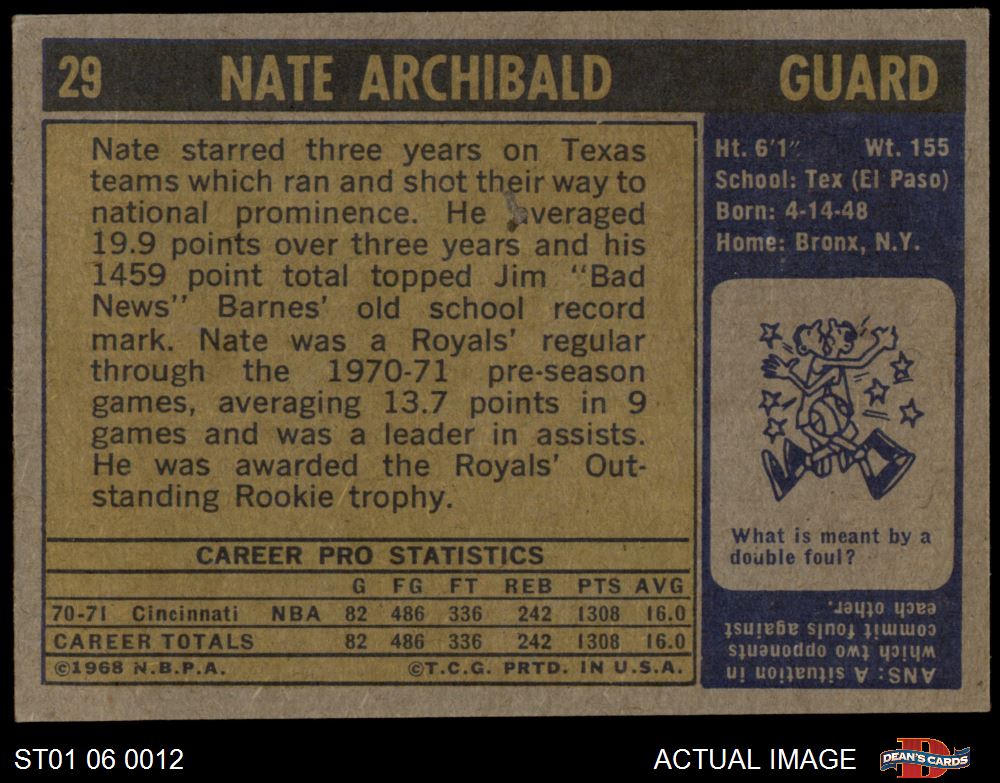 29 NATE ARCHIBALD GUARD
Nate starred three years on Texas
teams which ran and shot their way to
national prominence. He averaged
19.9 points over three years and his
1459 point total topped Jim "Bad
News" Barnes' old school record
mark. Nate was a Royals' regular
through the 1970-71 pre-season
games, averaging 13.7 points in 9
games and was a leader in assists.
He was awarded the Royals' Out-
standing Rookie trophy.
CAREER PRO STATISTICS
G FG FT REB PTS AVG
70-71 Cincinnati NBA 82 486 336 242 1308 16.0
CAREER TOTALS 82 486 336 242 1308 16.0
©1968 N.B.P.A. ©T.C.G. PRTD. IN U.S.A.
Ht. 6'1" Wt. 155
School: Tex (El Paso)
Born: 4-14-48
Home: Bronx, N.Y.
What is meant by a
double foul?
ANS: A situation in
which two opponents
commit fouls against
each other.
ST01 06 0012 ACTUAL IMAGE D DEAN'S CARDS